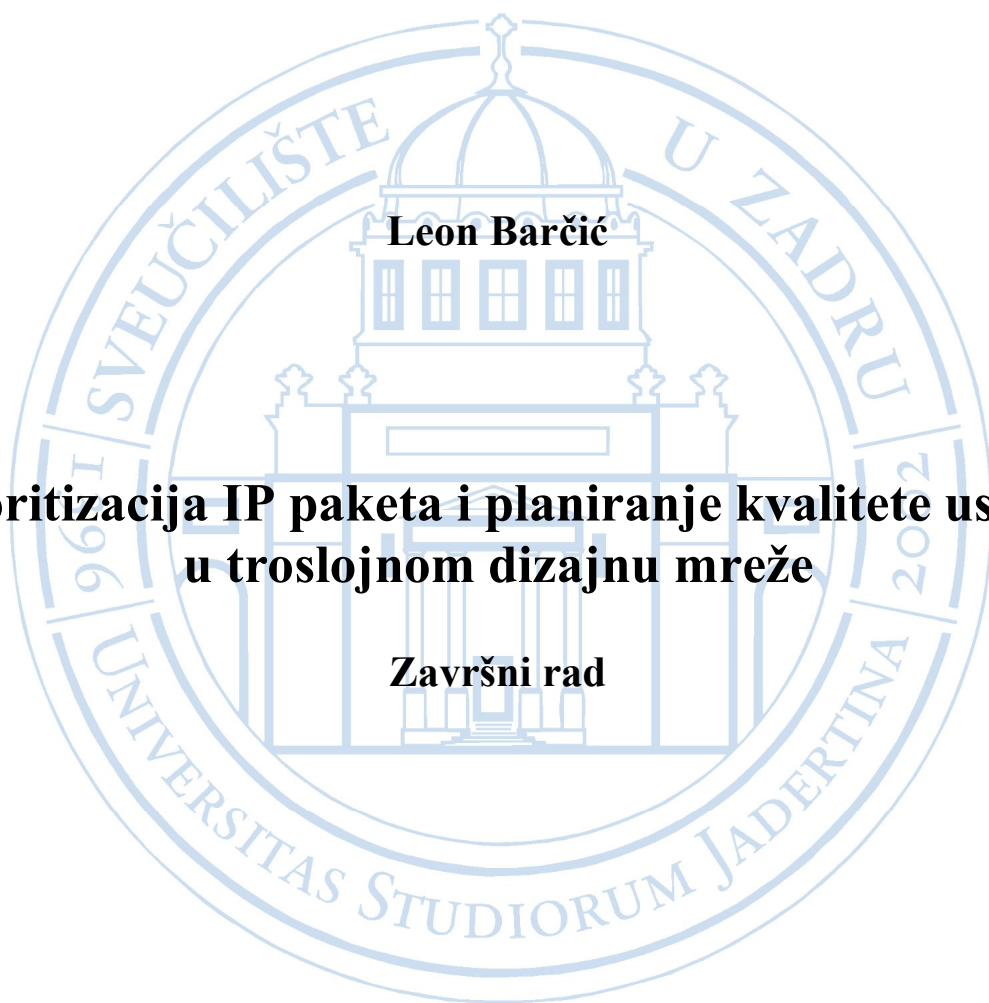 SVEUČILIŠTE U ZADRU
Leon Barčić
oritizacija IP paketa i planiranje kvalitete us
u troslojnom dizajnu mreže
Završni rad
2002
UNIVERSITAS STUDIORUM JADERTINA